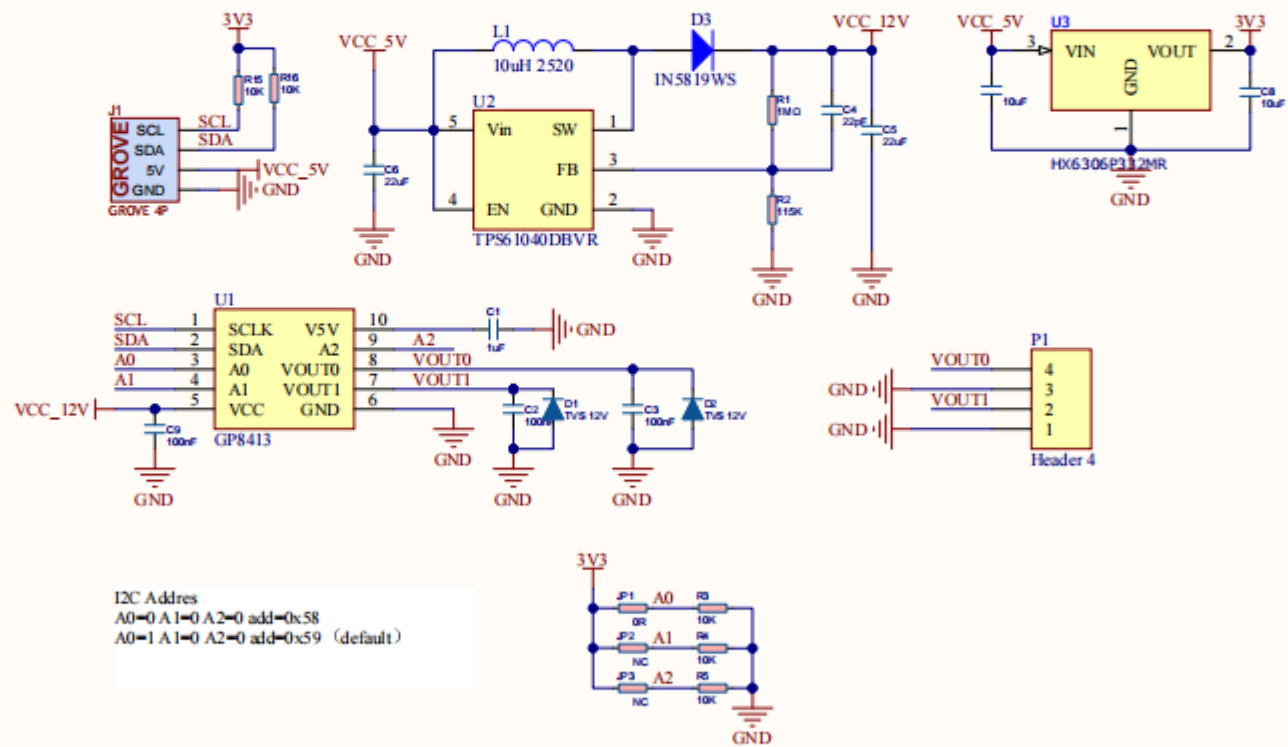 3V3
R15
10K
R16
10K
J1
GROVE
SCL
SDA
5V
GND
SCL
SDA
VCC_5V
GND
GROVE 4P
VCC_5V
L1
10uH 2520
D3
1N5819WS
VCC_12V
U2
5
Vin
SW
1
FB
3
4
EN
GND
2
TPS61040DBVR
C6
22uF
GND
GND
R1
1MΩ
C4
22pF
C5
22uF
R2
115K
GND
GND
VCC_5V
U3
3V3
3
VIN
VOUT
2
GND
1
10uF
C8
10uF
HX6306P332MR
GND
U1
SCL
1
SCLK
V5V
10
C1
1uF
GND
SDA
2
SDA
A2
9
A2
A0
3
A0
VOUT0
8
VOUT0
A1
4
A1
VOUT1
7
VOUT1
VCC_12V
5
VCC
GND
6
GP8413
C9
100nF
GND
GND
C2
100nF
D1
TVS 12V
GND
C3
100nF
D2
TVS 12V
GND
P1
VOUT0
4
GND
3
VOUT1
2
GND
1
Header 4
I2C Addres
A0=0 A1=0 A2=0 add=0x58
A0=1 A1=0 A2=0 add=0x59（default）
3V3
JP1
A0
R3
0R
10K
JP2
A1
R4
NC
10K
JP3
A2
R5
NC
10K
GND